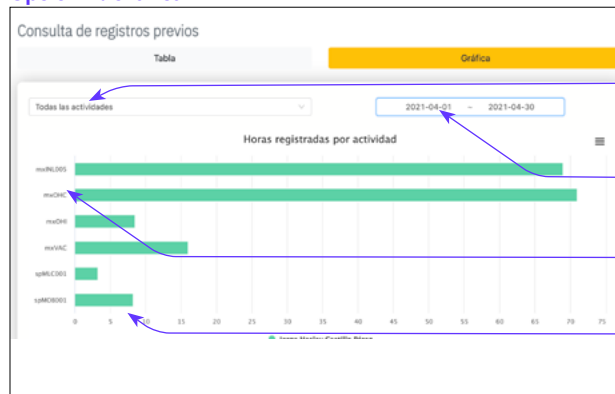 Consulta de registros previos
Tabla
Gráfica
Todas las actividades
2021-04-01 ~ 2021-04-30
Horas registradas por actividad
mxINL005
mxOHC
mxDHI
mxVAC
spMLC001
spMOB001
0 5 10 15 20 25 30 35 40 45 50 55 60 65 70 75